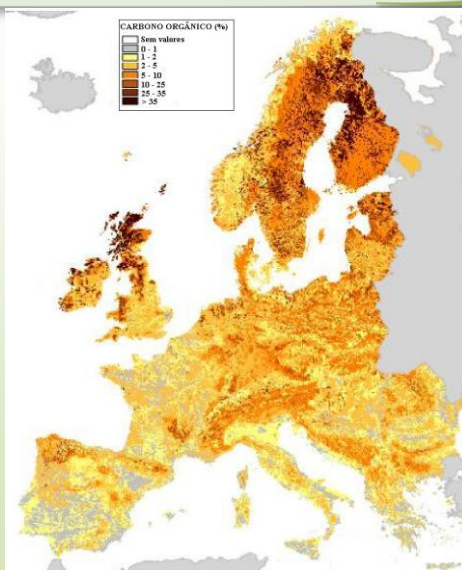 CARBONO ORGÂNICO (%)
Sem valores
0 - 1
1 - 2
2 - 5
5 - 10
10 - 25
25 - 35
> 35